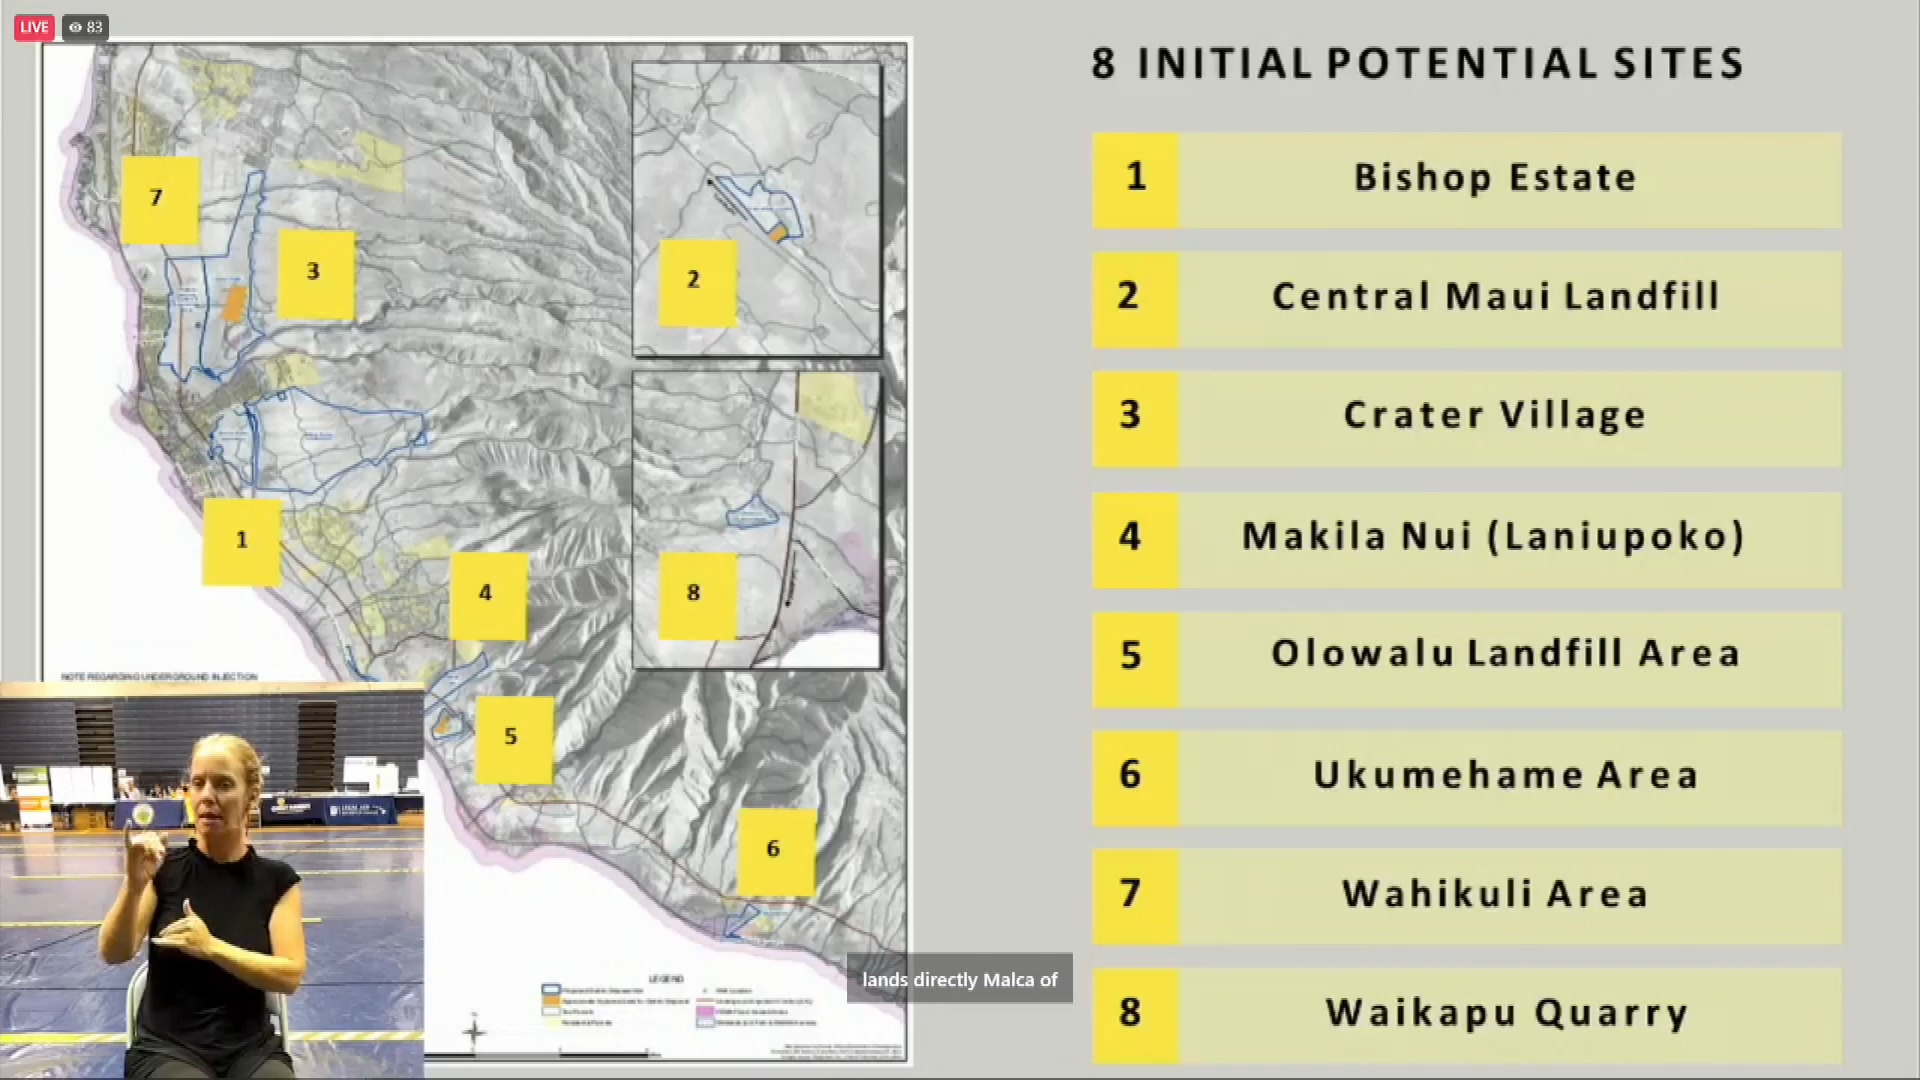 LIVE
83
8 INITIAL POTENTIAL SITES
1 Bishop Estate
2 Central Maui Landfill
3 Crater Village
4 Makila Nui (Laniupoko)
5 Olowalu Landfill Area
6 Ukumehame Area
7 Wahikuli Area
8 Waikapu Quarry
7
3
2
1
4
8
5
6
NOTE REGARDING UNDERGROUND INJECTION
LEGEND
lands directly Malca of